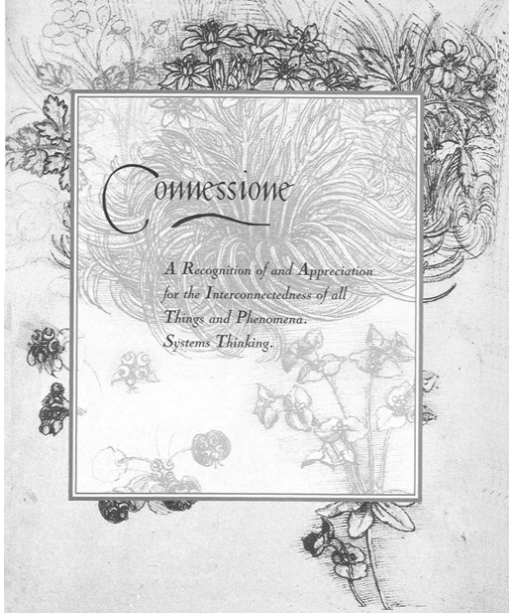 Connessione
A Recognition of and Appreciation
for the Interconnectedness of all
Things and Phenomena.
Systems Thinking.